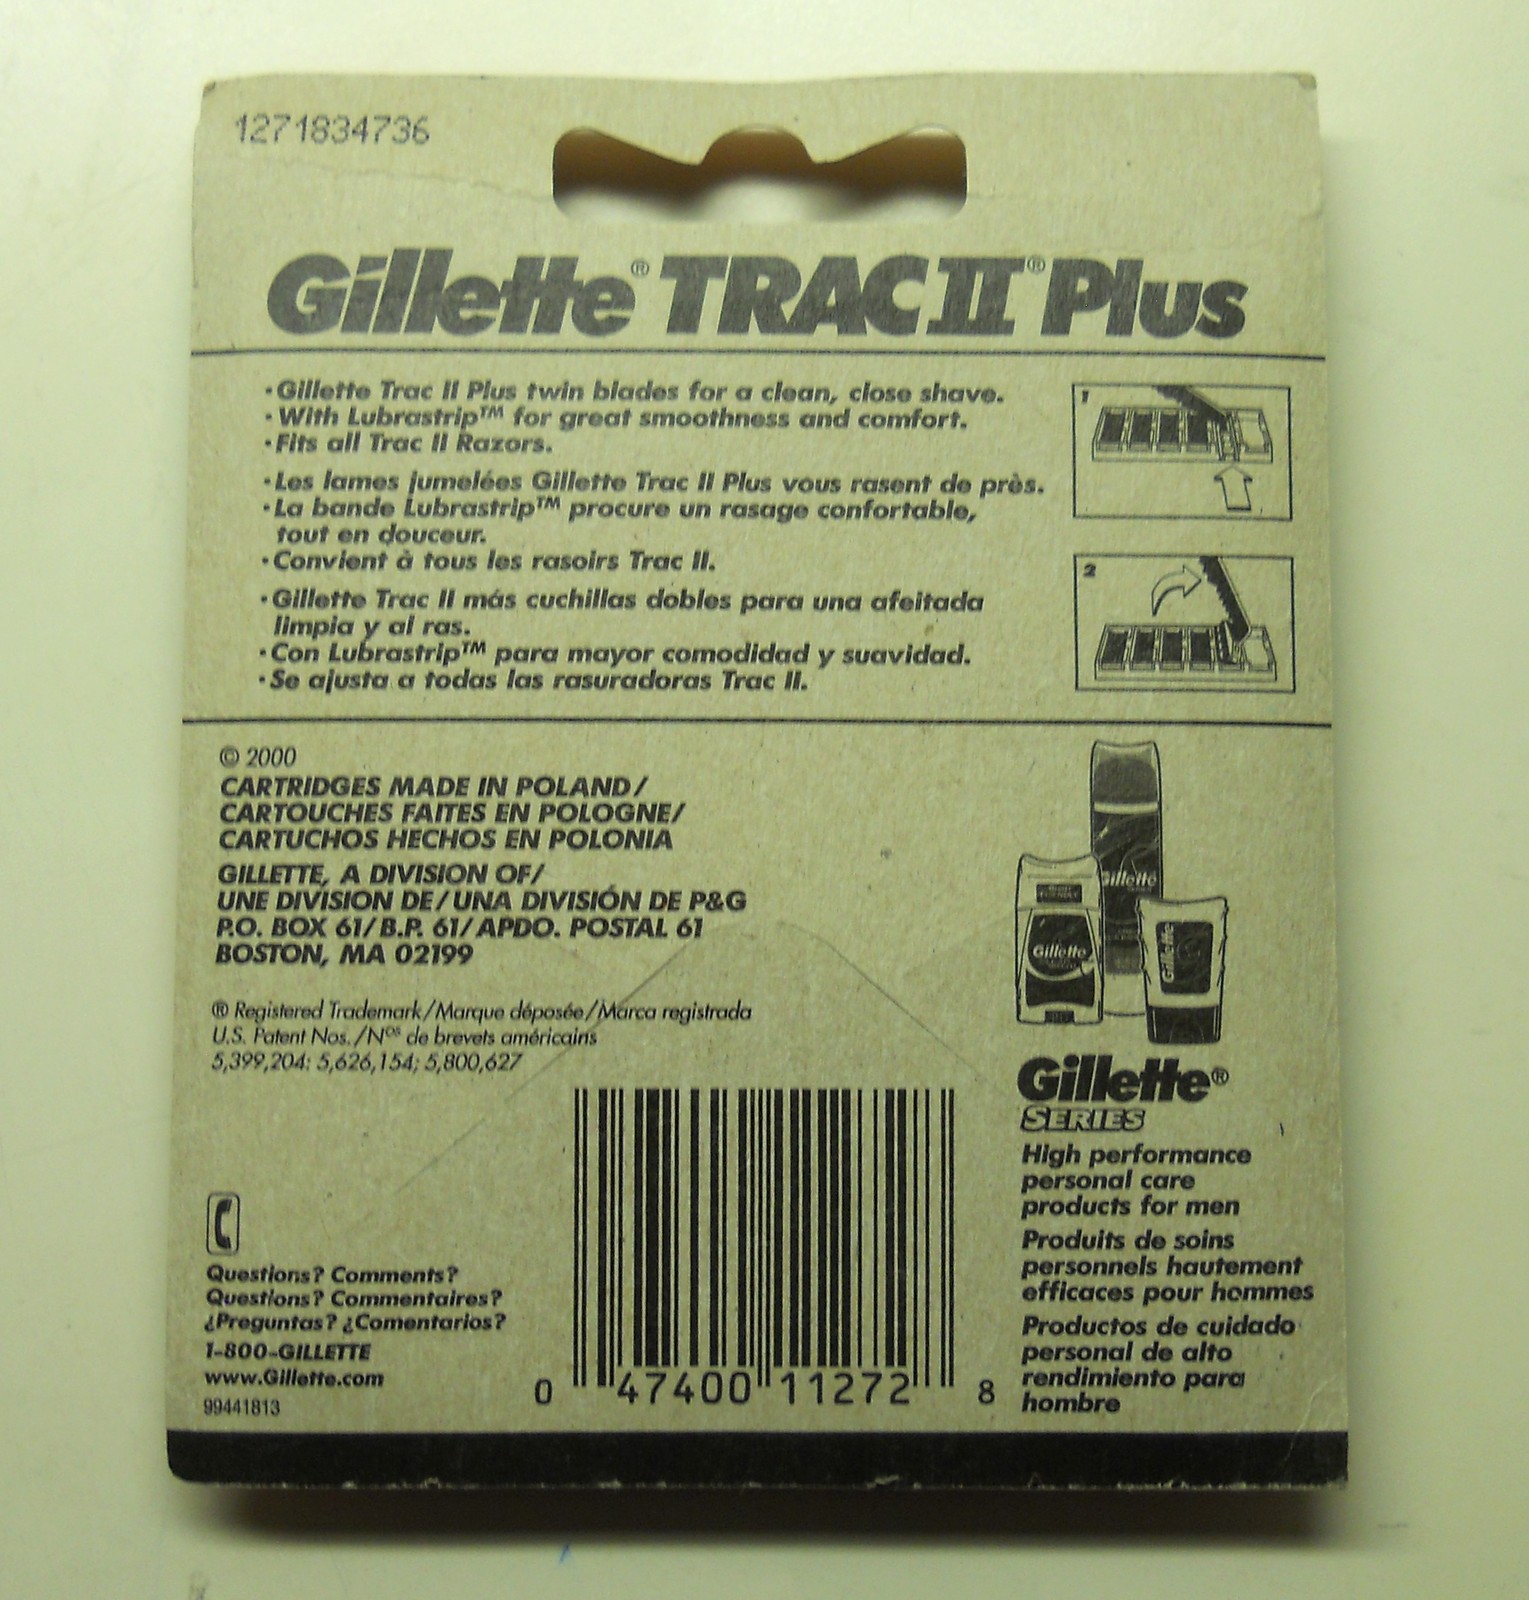 1271834736
Gillette® TRAC II® Plus
•Gillette Trac II Plus twin blades for a clean, close shave.
•With Lubrastrip™ for great smoothness and comfort.
•Fits all Trac II Razors.
•Les lames jumelées Gillette Trac II Plus vous rasent de près.
•La bande Lubrastrip™ procure un rasage confortable,
tout en douceur.
•Convient à tous les rasoirs Trac II.
•Gillette Trac II más cuchillas dobles para una afeitada
limpia y al ras.
•Con Lubrastrip™ para mayor comodidad y suavidad.
•Se ajusta a todas las rasuradoras Trac II.
1
2
© 2000
CARTRIDGES MADE IN POLAND/
CARTOUCHES FAITES EN POLOGNE/
CARTUCHOS HECHOS EN POLONIA
GILLETTE, A DIVISION OF/
UNE DIVISION DE/UNA DIVISIÓN DE P&G
P.O. BOX 61/B.P. 61/APDO. POSTAL 61
BOSTON, MA 02199
® Registered Trademark/Marque déposée/Marca registrada
U.S. Patent Nos./Nos de brevets américains
5,399,204; 5,626,154; 5,800,627
Questions? Comments?
Questions? Commentaires?
¿Preguntas? ¿Comentarios?
1-800-GILLETTE
www.Gillette.com
99441813
0 47400 11272 8
Gillette
Gillette
Gillette
Gillette®
SERIES
High performance
personal care
products for men
Produits de soins
personnels hautement
efficaces pour hommes
Productos de cuidado
personal de alto
rendimiento para
hombre